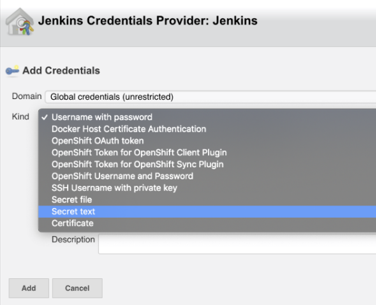 Jenkins Credentials Provider: Jenkins
Add Credentials
Domain Global credentials (unrestricted)
Kind ✓ Username with password
Docker Host Certificate Authentication
OpenShift OAuth token
OpenShift Token for OpenShift Client Plugin
OpenShift Token for OpenShift Sync Plugin
OpenShift Username and Password
SSH Username with private key
Secret file
Secret text
Certificate
Description
Add Cancel